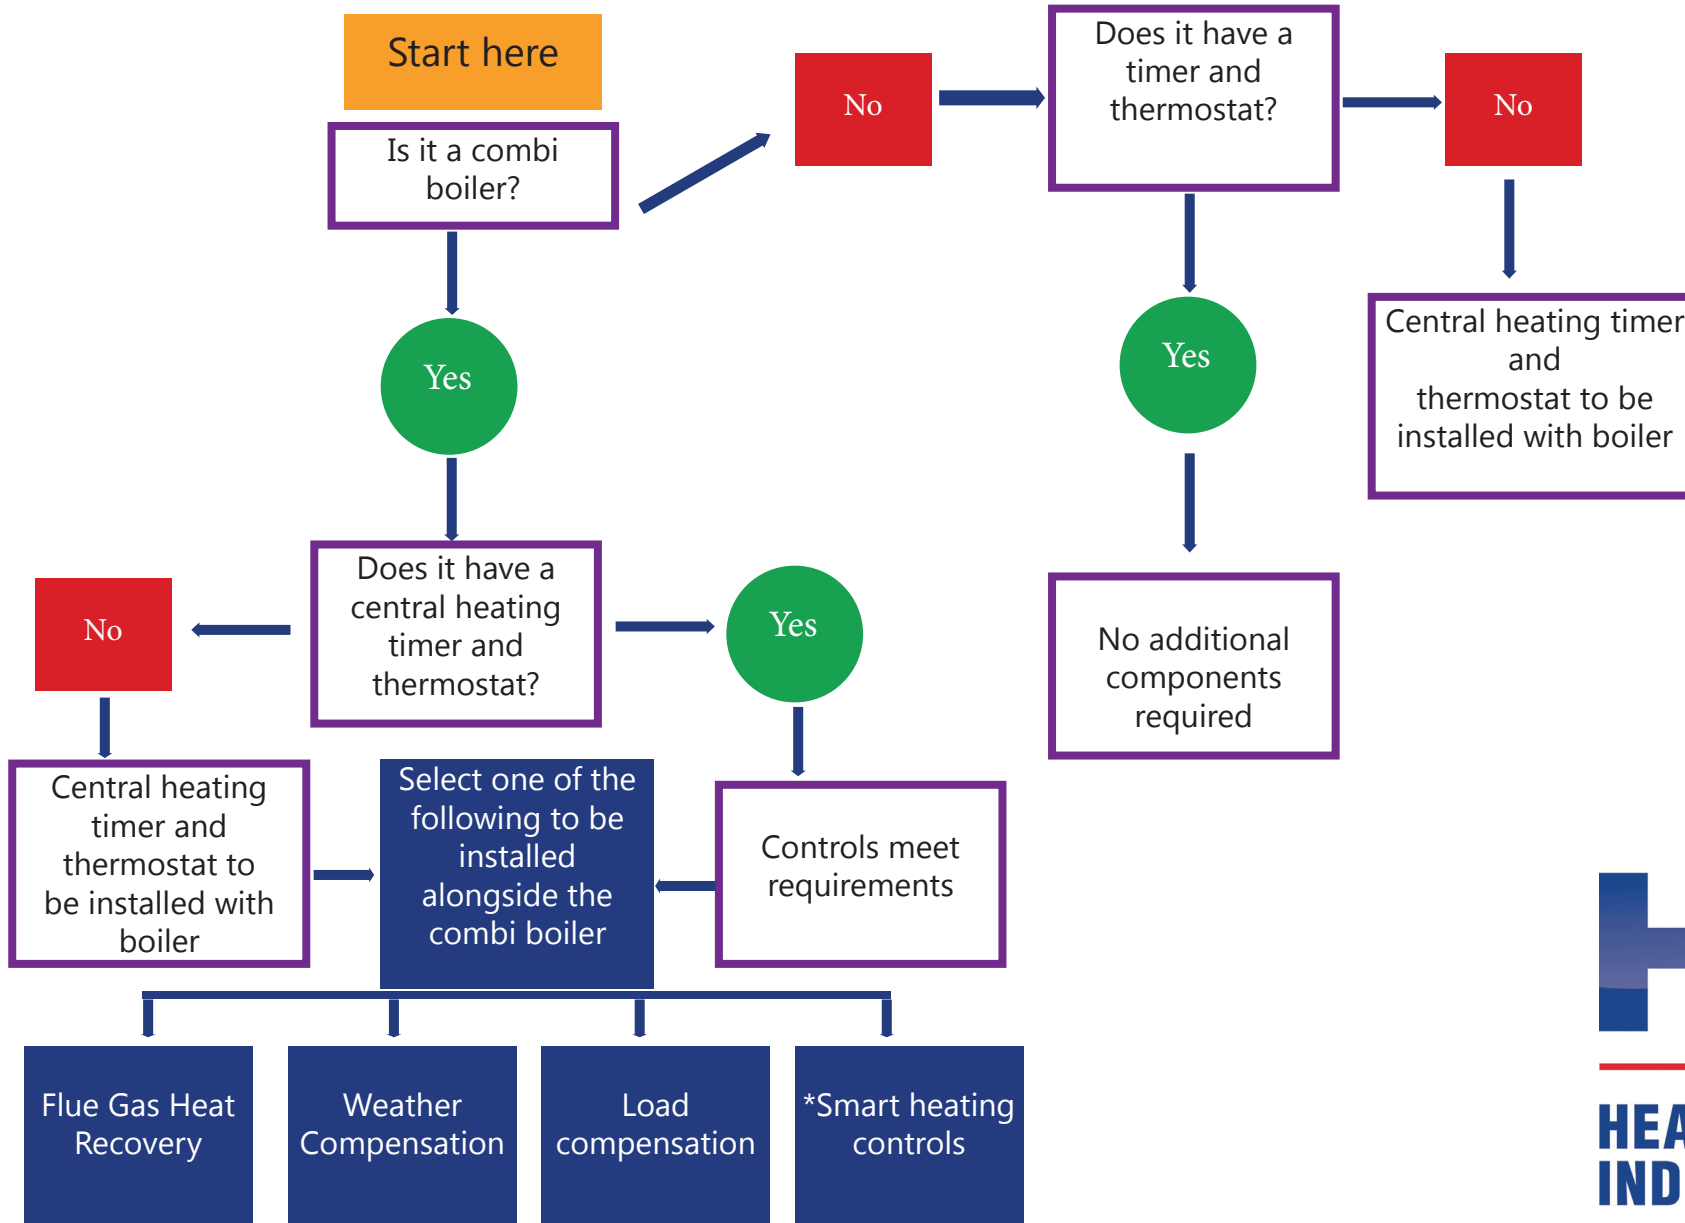 Start here
Is it a combi
boiler?
No
Does it have a
timer and
thermostat?
No
Yes
Yes
Central heating timer
and
thermostat to be
installed with boiler
No
Does it have a
central heating
timer and
thermostat?
Yes
No additional
components
required
Central heating
timer and
thermostat to
be installed with
boiler
Select one of the
following to be
installed
alongside the
combi boiler
Controls meet
requirements
Flue Gas Heat
Recovery
Weather
Compensation
Load
compensation
*Smart heating
controls
HEA
IND